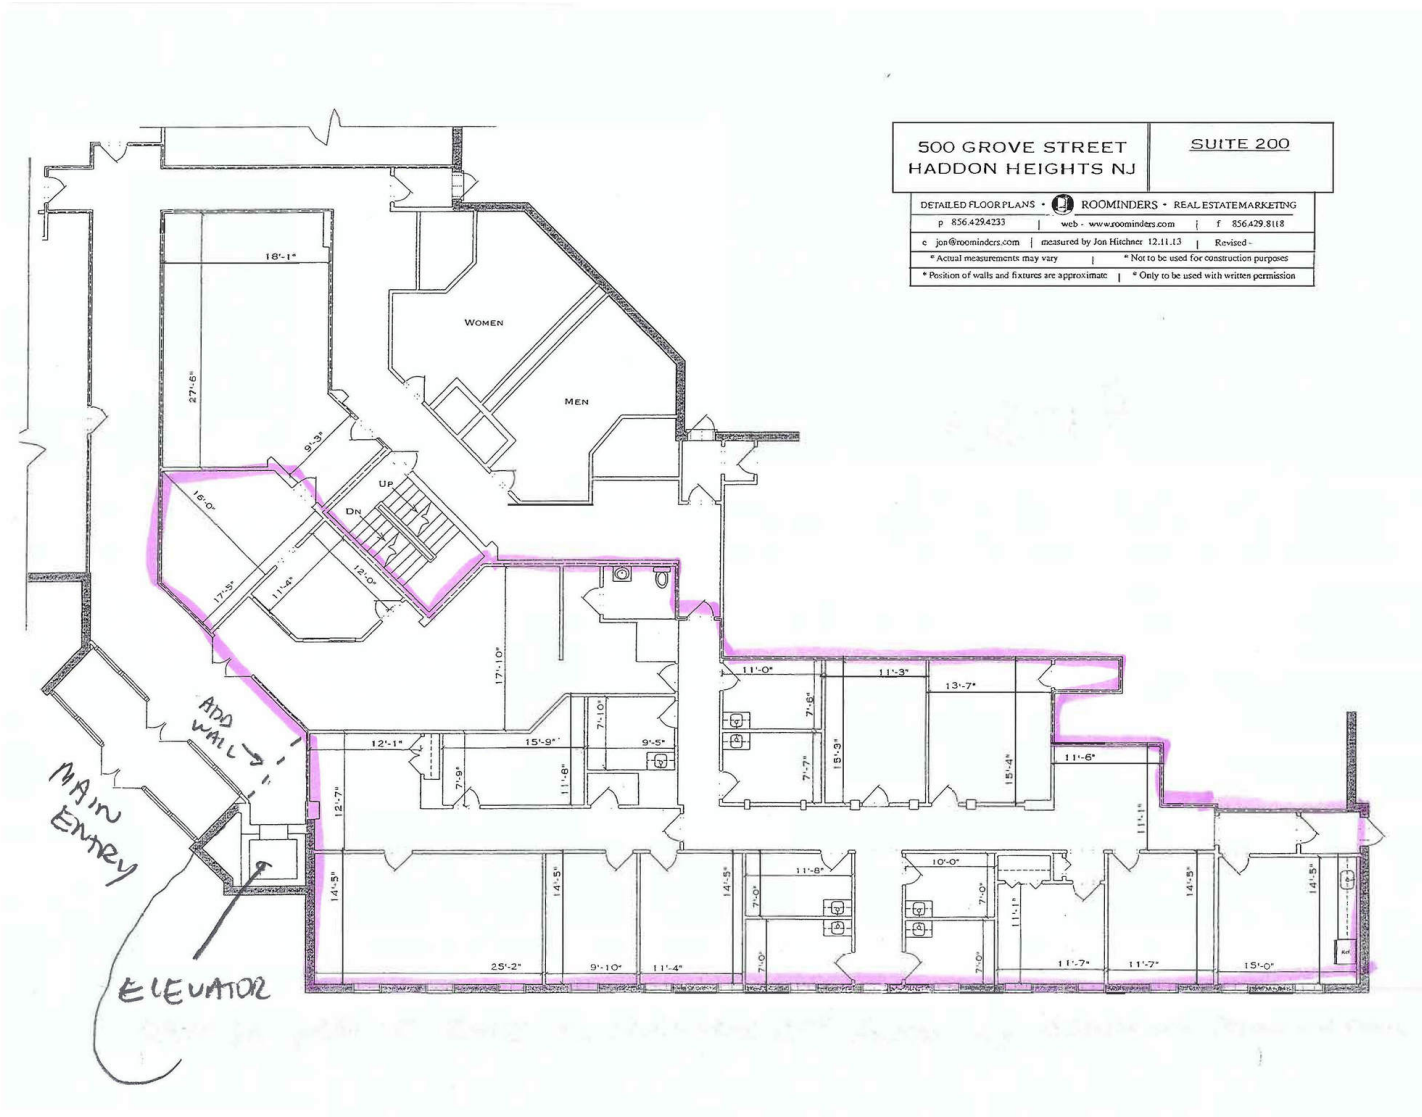 500 GROVE STREET
HADDON HEIGHTS NJ
SUITE 200
DETAILED FLOOR PLANS • ROOMINDERS • REAL ESTATE MARKETING
p 856.429.4233 | web - www.roominders.com | f 856.429.8118
e jon@roominders.com | measured by Jon Hitchner 12.11.13 | Revised -
* Actual measurements may vary | * Not to be used for construction purposes
* Position of walls and fixtures are approximate | * Only to be used with written permission
18'-1"
27'-6"
WOMEN
MEN
9'-3"
UP
DN
16'-0"
17'-5"
11'-4"
12'-0"
17'-10"
11'-0"
7'-6"
11'-3"
13'-7"
7'-10"
9'-5"
12'-1"
15'-9"
7'-9"
11'-8"
7'-7"
15'-3"
15'-4"
11'-6"
12'-7"
11'-1"
ADD
WALL
MAIN
ENTRY
ELEVATOR
14'-5"
14'-5"
14'-5"
11'-8"
7'-0"
10'-0"
7'-0"
11'-1"
14'-5"
14'-5"
25'-2"
9'-10"
11'-4"
7'-0"
7'-0"
11'-7"
11'-7"
15'-0"
Ref